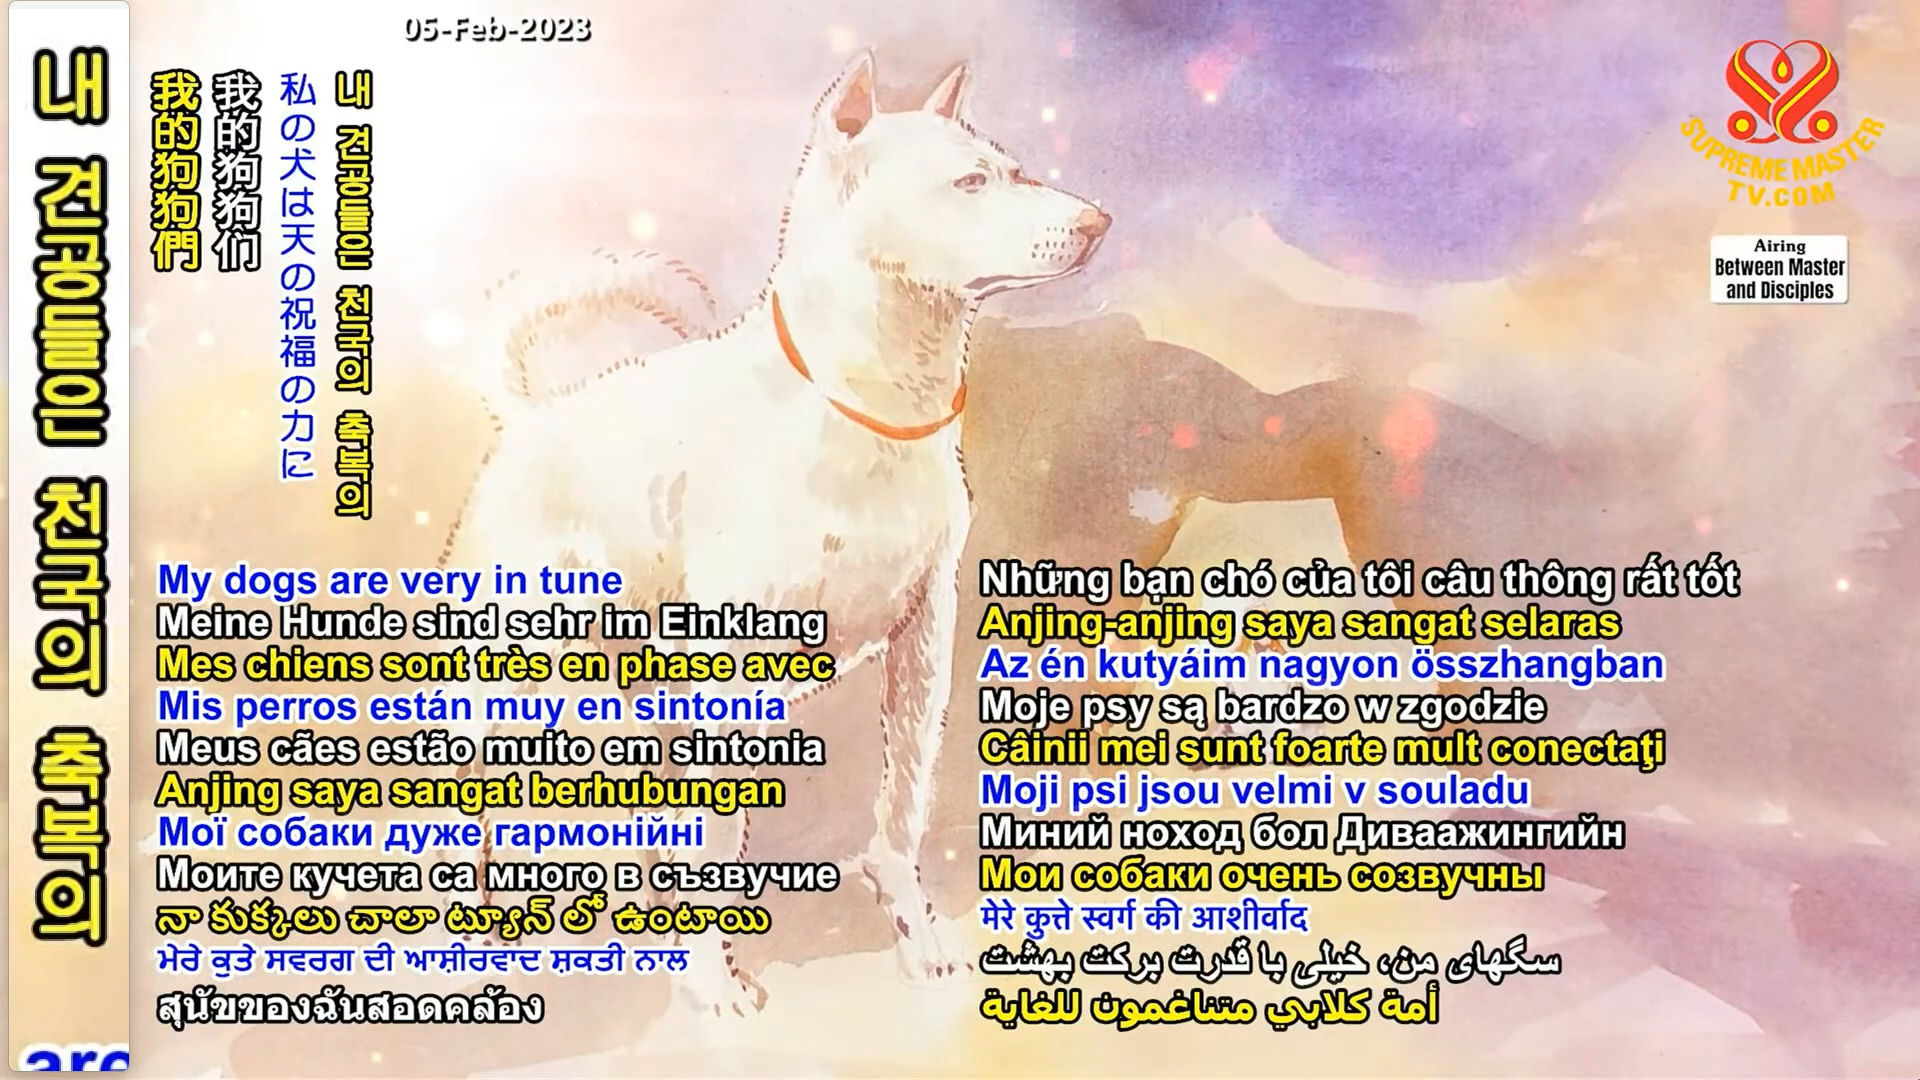 내 견공들은 천국의 축복의
are
05-Feb-2023
我的狗狗們
我的狗狗们
私の犬は天の祝福の力に
내 견공들은 천국의 축복의
SUPREME MASTER
TV.COM
Airing
Between Master
and Disciples
My dogs are very in tune
Meine Hunde sind sehr im Einklang
Mes chiens sont très en phase avec
Mis perros están muy en sintonía
Meus cães estão muito em sintonia
Anjing saya sangat berhubungan
Мої собаки дуже гармонійні
Моите кучета са много в съзвучие
నా కుక్కలు చాలా ట్యూన్ లో ఉంటాయి
ਮੇਰੇ ਕੁਤੇ ਸਵਰਗ ਦੀ ਆਸ਼ੀਰਵਾਦ ਸ਼ਕਤੀ ਨਾਲ
สุนัขของฉันสอดคล้อง
Những bạn chó của tôi câu thông rất tốt
Anjing-anjing saya sangat selaras
Az én kutyáim nagyon összhangban
Moje psy są bardzo w zgodzie
Câinii mei sunt foarte mult conectaţi
Moji psi jsou velmi v souladu
Миний ноход бол Диваажингийн
Мои собаки очень созвучны
मेरे कुत्ते स्वर्ग की आशीर्वाद
سگهای من، خیلی با قدرت برکت بهشت
أمة كلابي متناغمون للغاية